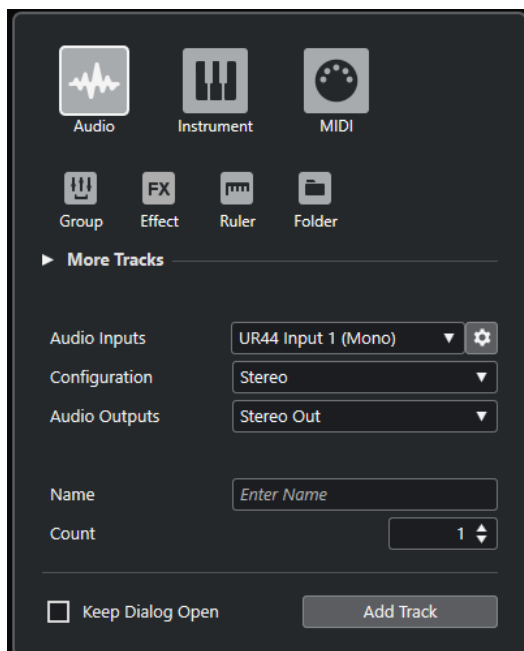 Audio Instrument MIDI
FX
Group Effect Ruler Folder
More Tracks
Audio Inputs UR44 Input 1 (Mono)
Configuration Stereo
Audio Outputs Stereo Out
Name Enter Name
Count 1
Keep Dialog Open Add Track